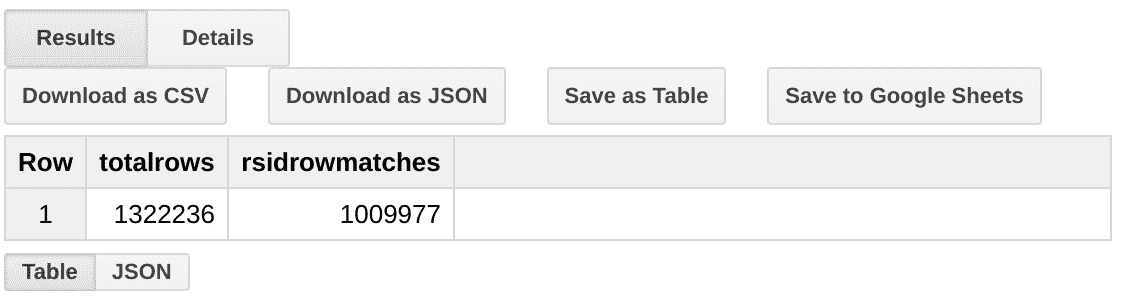 Results Details
Download as CSV Download as JSON Save as Table Save to Google Sheets
Row totalrows rsidrowmatches
1 1322236 1009977
Table JSON